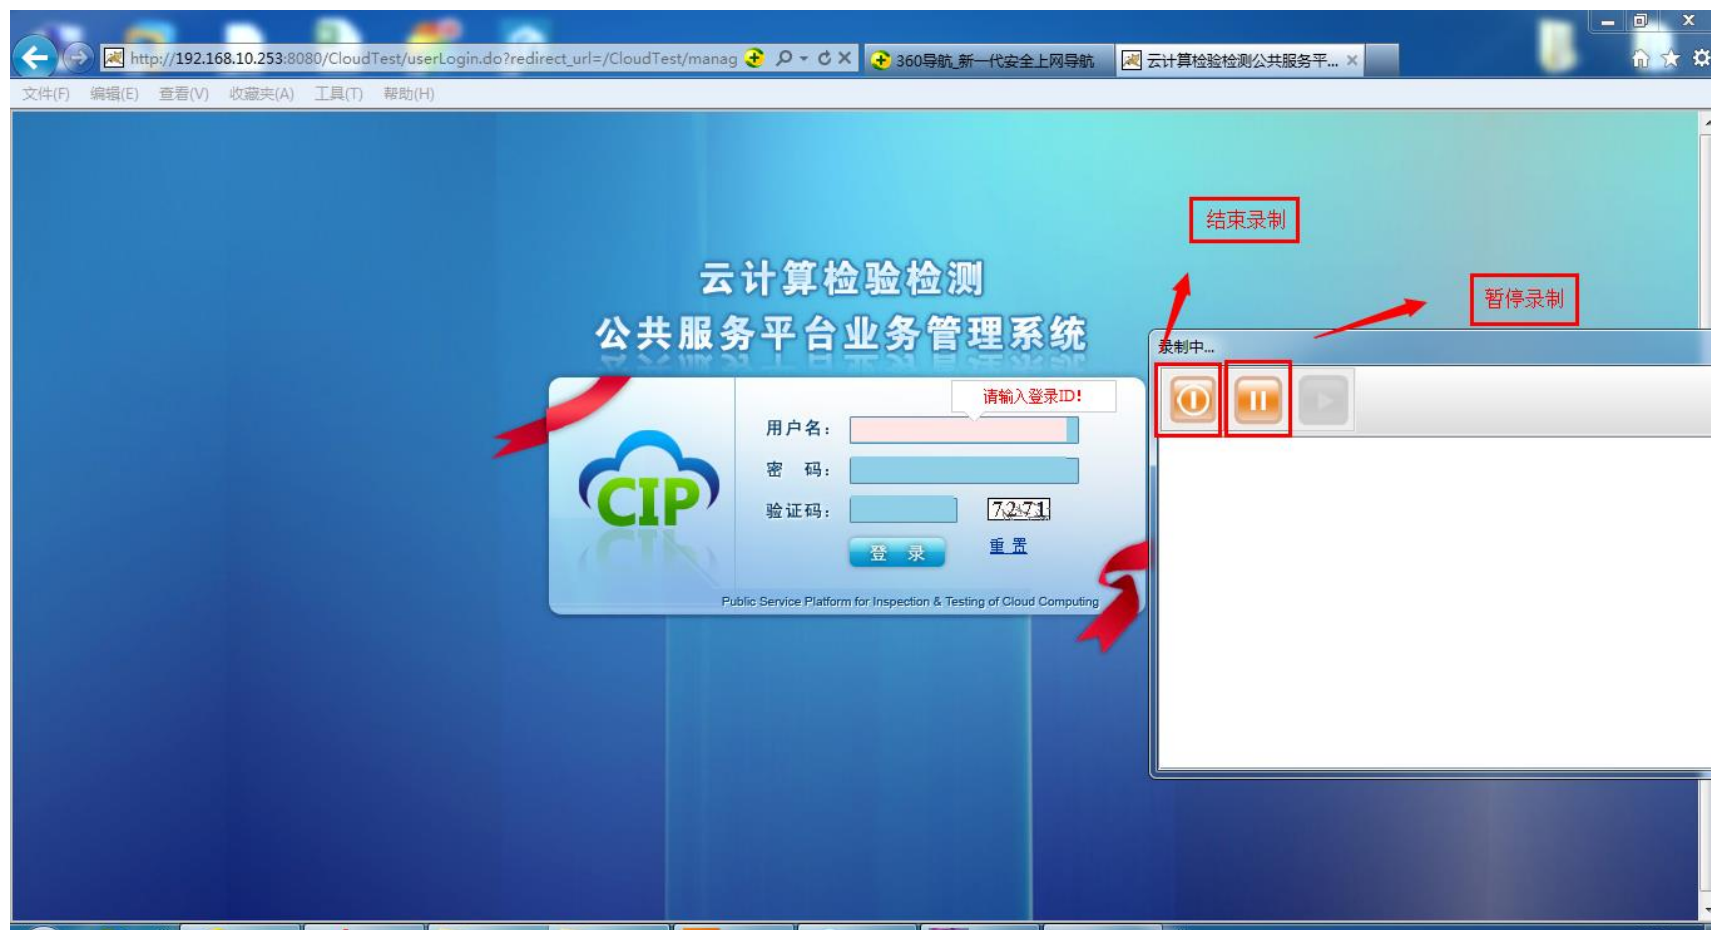 http://192.168.10.253:8080/CloudTest/userLogin.do?redirect_url=/CloudTest/manag
360导航_新一代安全上网导航
云计算检验检测公共服务平...
文件(F) 编辑(E) 查看(V) 收藏夹(A) 工具(T) 帮助(H)
结束录制
暂停录制
云计算检验检测
公共服务平台业务管理系统
录制中...
请输入登录ID!
用户名：
密 码：
CIP
验证码：
7271
登 录
重 置
Public Service Platform for Inspection & Testing of Cloud Computing